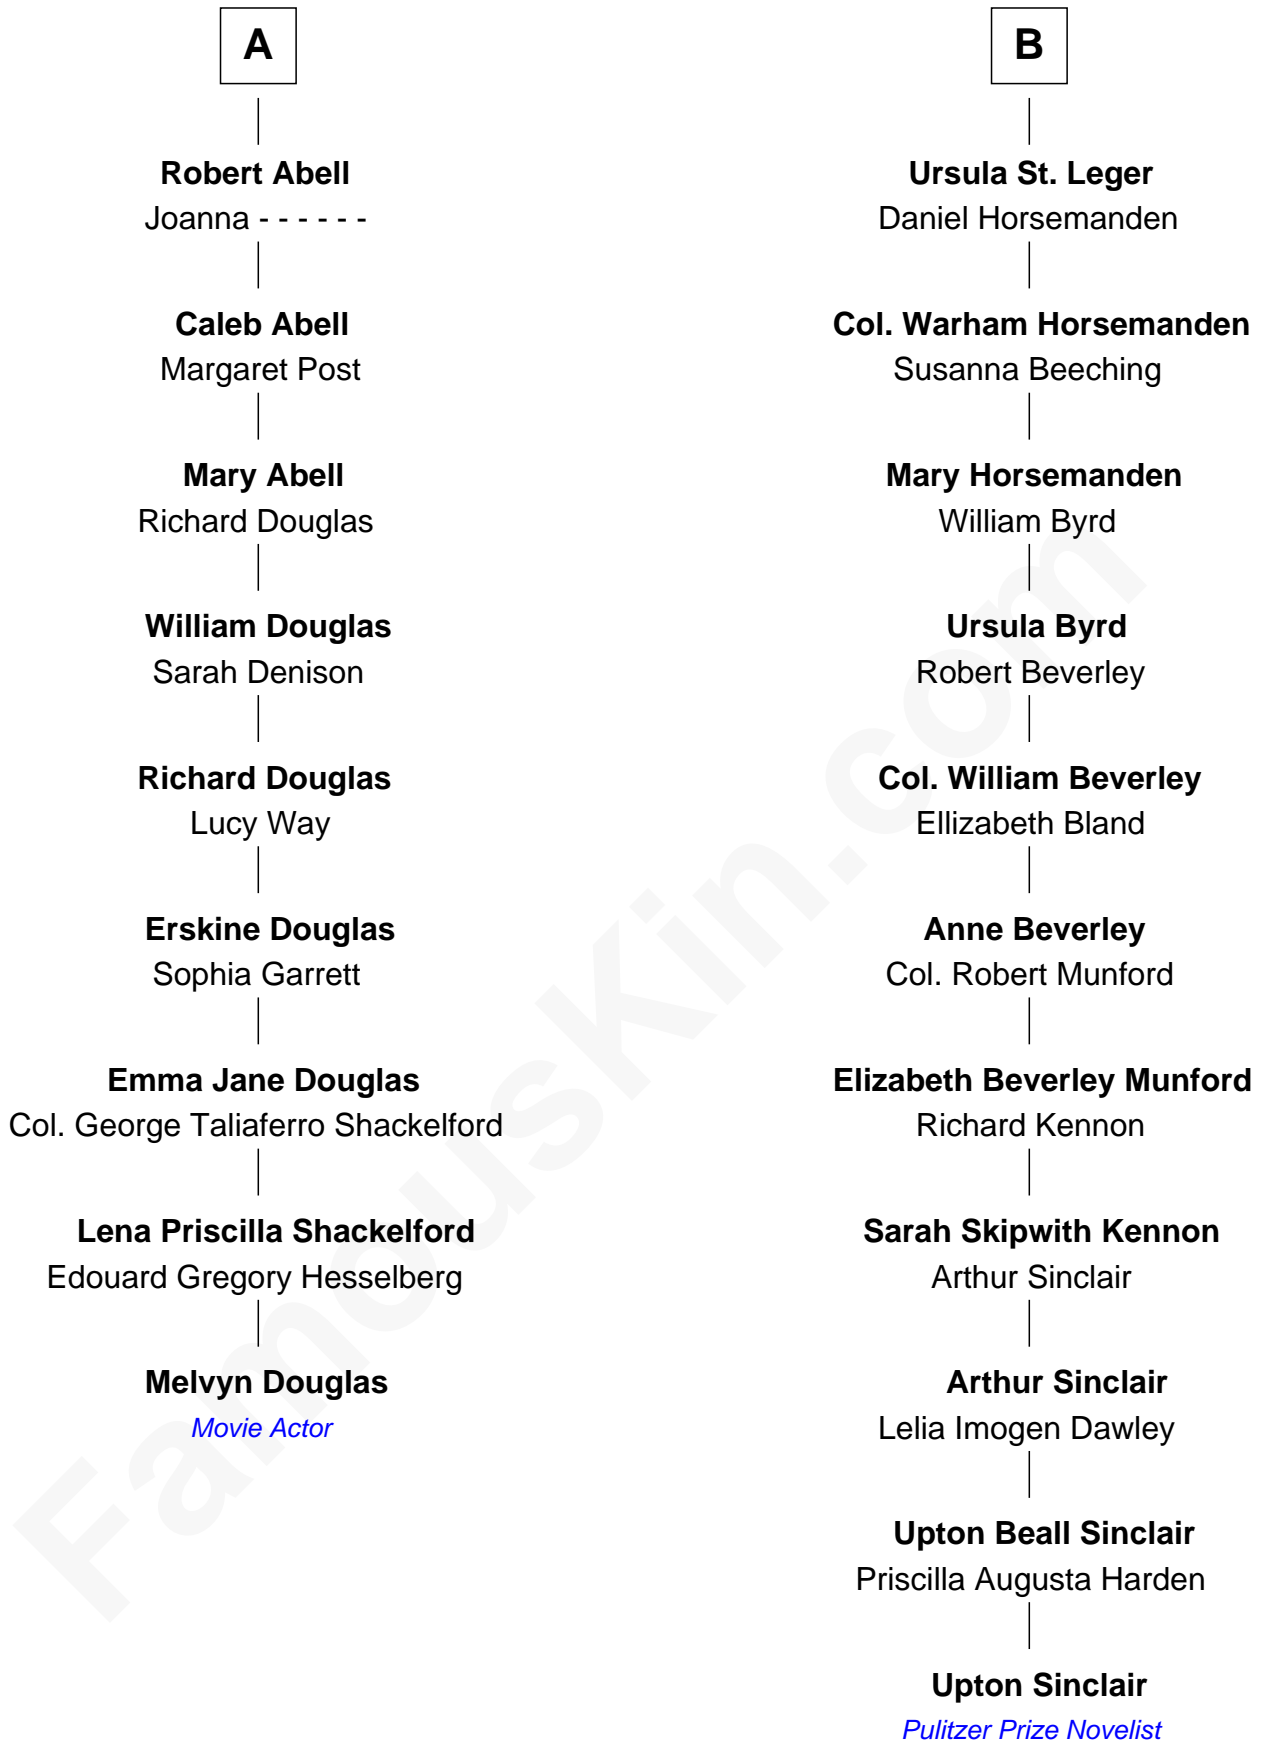 A
Robert Abell
Joanna - - - - - -
Caleb Abell
Margaret Post
Mary Abell
Richard Douglas
William Douglas
Sarah Denison
Richard Douglas
Lucy Way
Erskine Douglas
Sophia Garrett
Emma Jane Douglas
Col. George Taliaferro Shackelford
Lena Priscilla Shackelford
Edouard Gregory Hesselberg
Melvyn Douglas
Movie Actor
B
Ursula St. Leger
Daniel Horsemanden
Col. Warham Horsemanden
Susanna Beeching
Mary Horsemanden
William Byrd
Ursula Byrd
Robert Beverley
Col. William Beverley
Ellizabeth Bland
Anne Beverley
Col. Robert Munford
Elizabeth Beverley Munford
Richard Kennon
Sarah Skipwith Kennon
Arthur Sinclair
Arthur Sinclair
Lelia Imogen Dawley
Upton Beall Sinclair
Priscilla Augusta Harden
Upton Sinclair
Pulitzer Prize Novelist
FamousKin.com